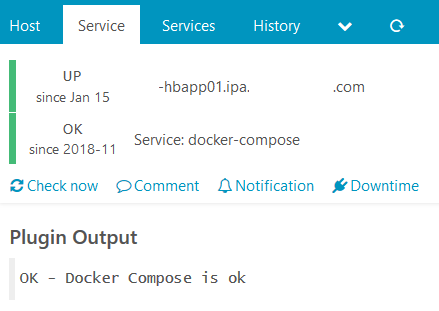 Host Service Services History
UP
since Jan 15
-hbapp01.ipa. .com
OK
since 2018-11
Service: docker-compose
Check now Comment Notification Downtime
Plugin Output
OK - Docker Compose is ok